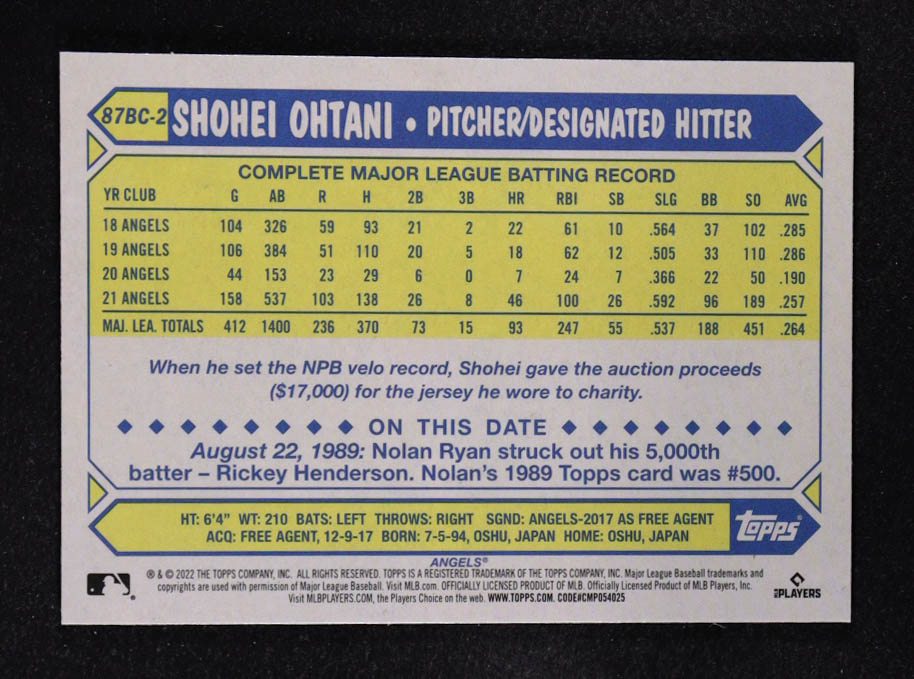 87BC-2 SHOHEI OHTANI • PITCHER/DESIGNATED HITTER
COMPLETE MAJOR LEAGUE BATTING RECORD
YR CLUB G AB R H 2B 3B HR RBI SB SLG BB SO AVG
18 ANGELS 104 326 59 93 21 2 22 61 10 .564 37 102 .285
19 ANGELS 106 384 51 110 20 5 18 62 12 .505 33 110 .286
20 ANGELS 44 153 23 29 6 0 7 24 7 .366 22 50 .190
21 ANGELS 158 537 103 138 26 8 46 100 26 .592 96 189 .257
MAJ. LEA. TOTALS 412 1400 236 370 73 15 93 247 55 .537 188 451 .264
When he set the NPB velo record, Shohei gave the auction proceeds
($17,000) for the jersey he wore to charity.
ON THIS DATE
August 22, 1989: Nolan Ryan struck out his 5,000th
batter – Rickey Henderson. Nolan's 1989 Topps card was #500.
HT: 6'4" WT: 210 BATS: LEFT THROWS: RIGHT SGND: ANGELS-2017 AS FREE AGENT
ACQ: FREE AGENT, 12-9-17 BORN: 7-5-94, OSHU, JAPAN HOME: OSHU, JAPAN
topps®
ANGELS®
® & © 2022 THE TOPPS COMPANY, INC. ALL RIGHTS RESERVED. TOPPS IS A REGISTERED TRADEMARK OF THE TOPPS COMPANY, INC. Major League Baseball trademarks and
copyrights are used with permission of Major League Baseball. Visit MLB.com. OFFICIALLY LICENSED PRODUCT OF MLB. Officially Licensed Product of MLB Players, Inc.
Visit MLBPLAYERS.COM, the Players Choice on the web. WWW.TOPPS.COM. CODE#CMP054025
MLB PLAYERS